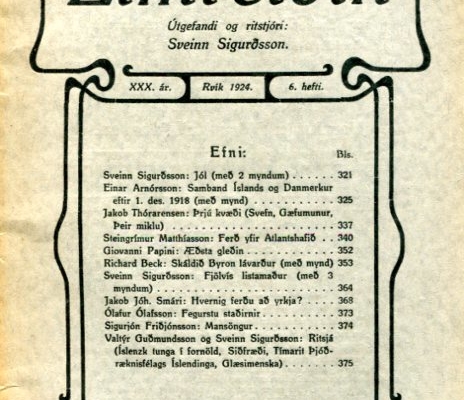 Útgefandi og ritstjóri:
Sveinn Sigurðsson.
XXX. ár. Rvík 1924. 6. hefti.
Efni: Bls.
Sveinn Sigurðsson: Jól (með 2 myndum) . . . . . . 321
Einar Arnórsson: Samband Íslands og Danmerkur
eftir 1. des. 1918 (með mynd) . . . . . . 325
Jakob Thórarensen: Þrjú kvæði (Svefn, Gæfumunur,
Þeir miklu) . . . . . . 337
Steingrímur Matthíasson: Ferð yfir Atlantshafið . . 340
Giovanni Papini: Æðsta gleðin . . . . . . 352
Richard Beck: Skáldið Byron lávarður (með mynd) 353
Sveinn Sigurðsson: Fjölvís listamaður (með 3
myndum) . . . . . . 364
Jakob Jóh. Smári: Hvernig ferðu að yrkja? . . . 368
Ólafur Ólafsson: Fegurstu staðirnir . . . . . . 373
Sigurjón Friðjónsson: Mansöngur . . . . . . 374
Valtýr Guðmundsson og Sveinn Sigurðsson: Ritsjá
(Íslenzk tunga í fornöld, Siðfræði, Tímarit Þjóð-
ræknisfélags Íslendinga, Glæsimenska) . . . . . . 375